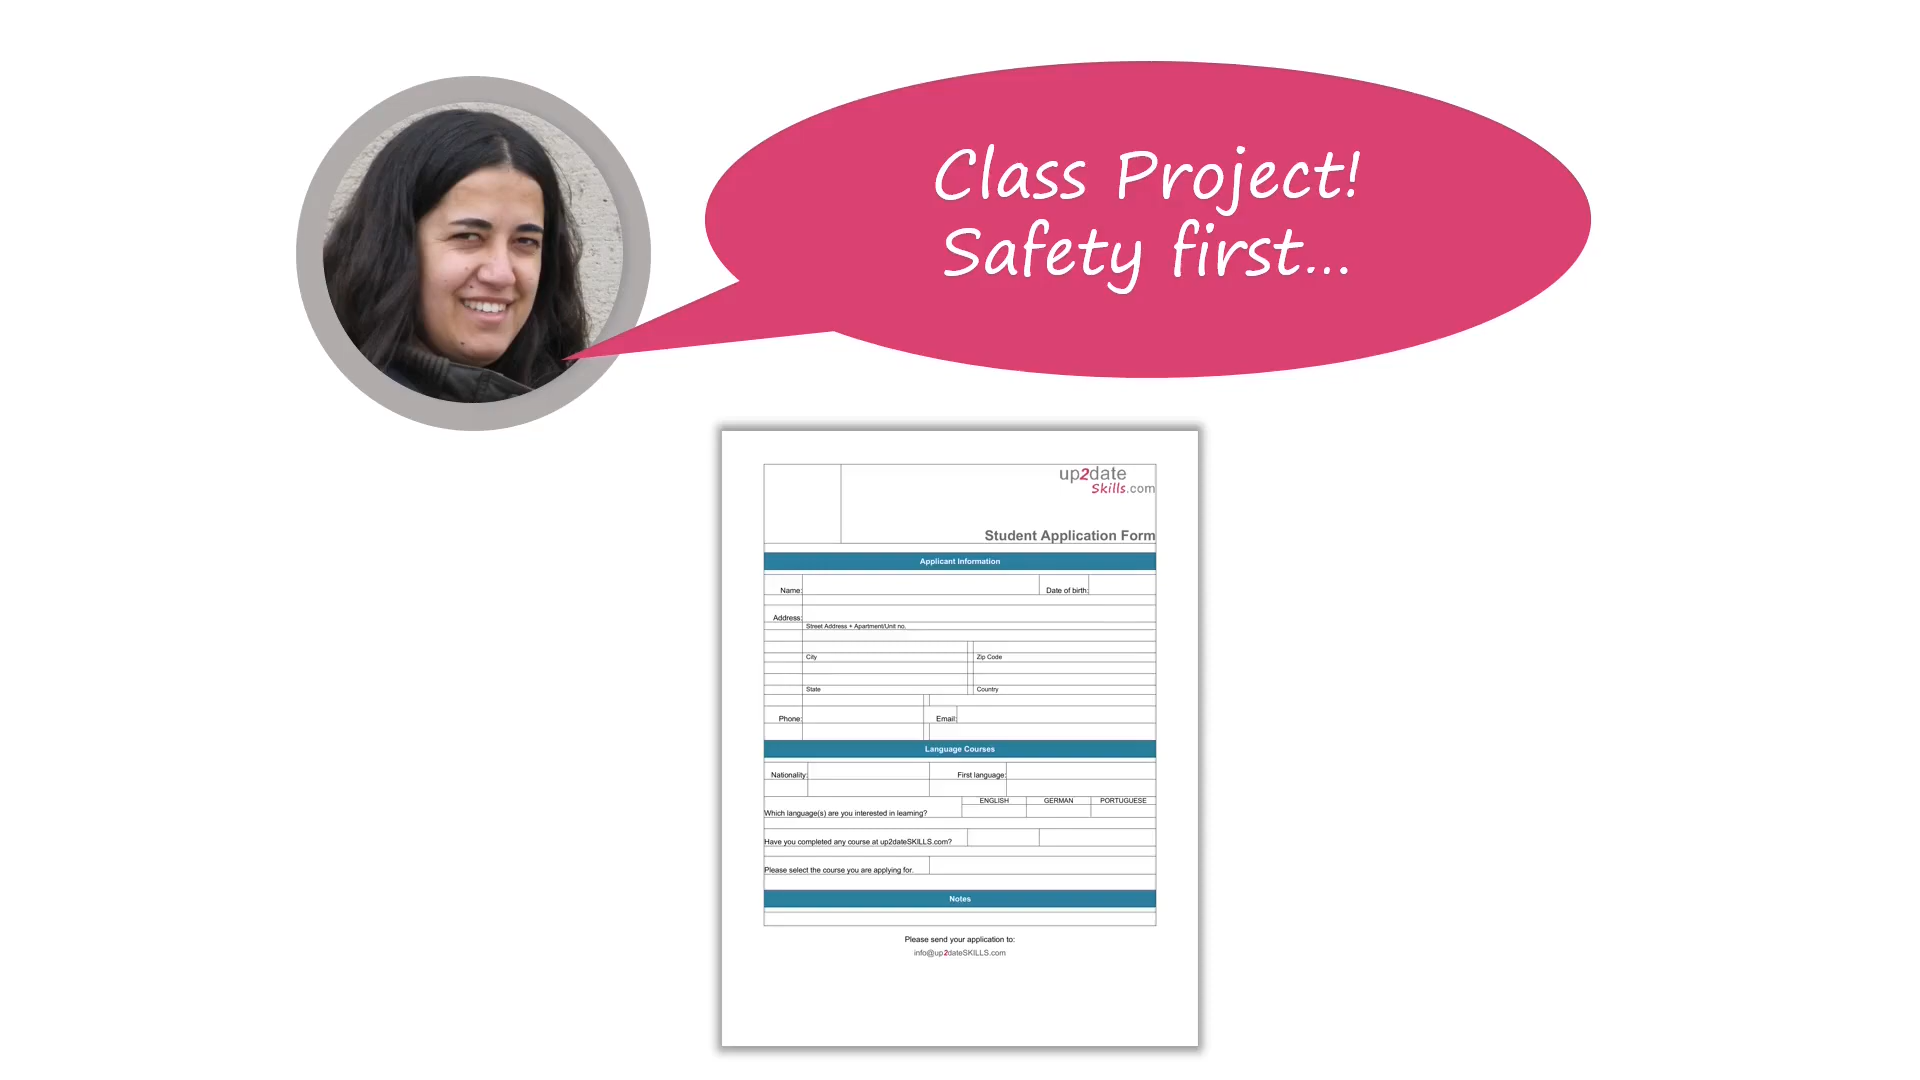 Class Project!
Safety first...
up2date
Skills.com
Student Application Form
Applicant Information
Name:
Date of birth:
Address:
Street Address + Apartment/Unit no.
City
Zip Code
State
Country
Phone:
Email:
Language Courses
Nationality:
First language:
ENGLISH GERMAN PORTUGUESE
Which language(s) are you interested in learning?
Have you completed any course at up2dateSKILLS.com?
Please select the course you are applying for.
Notes
Please send your application to:
info@up2dateSKILLS.com